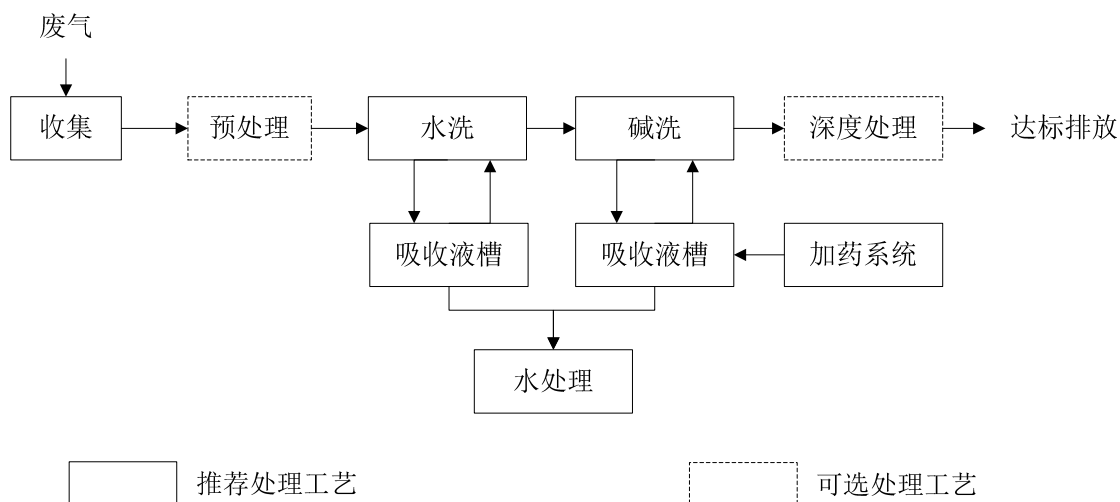 废气
收集
预处理
水洗
碱洗
深度处理
达标排放
吸收液槽
吸收液槽
加药系统
水处理
推荐处理工艺
可选处理工艺